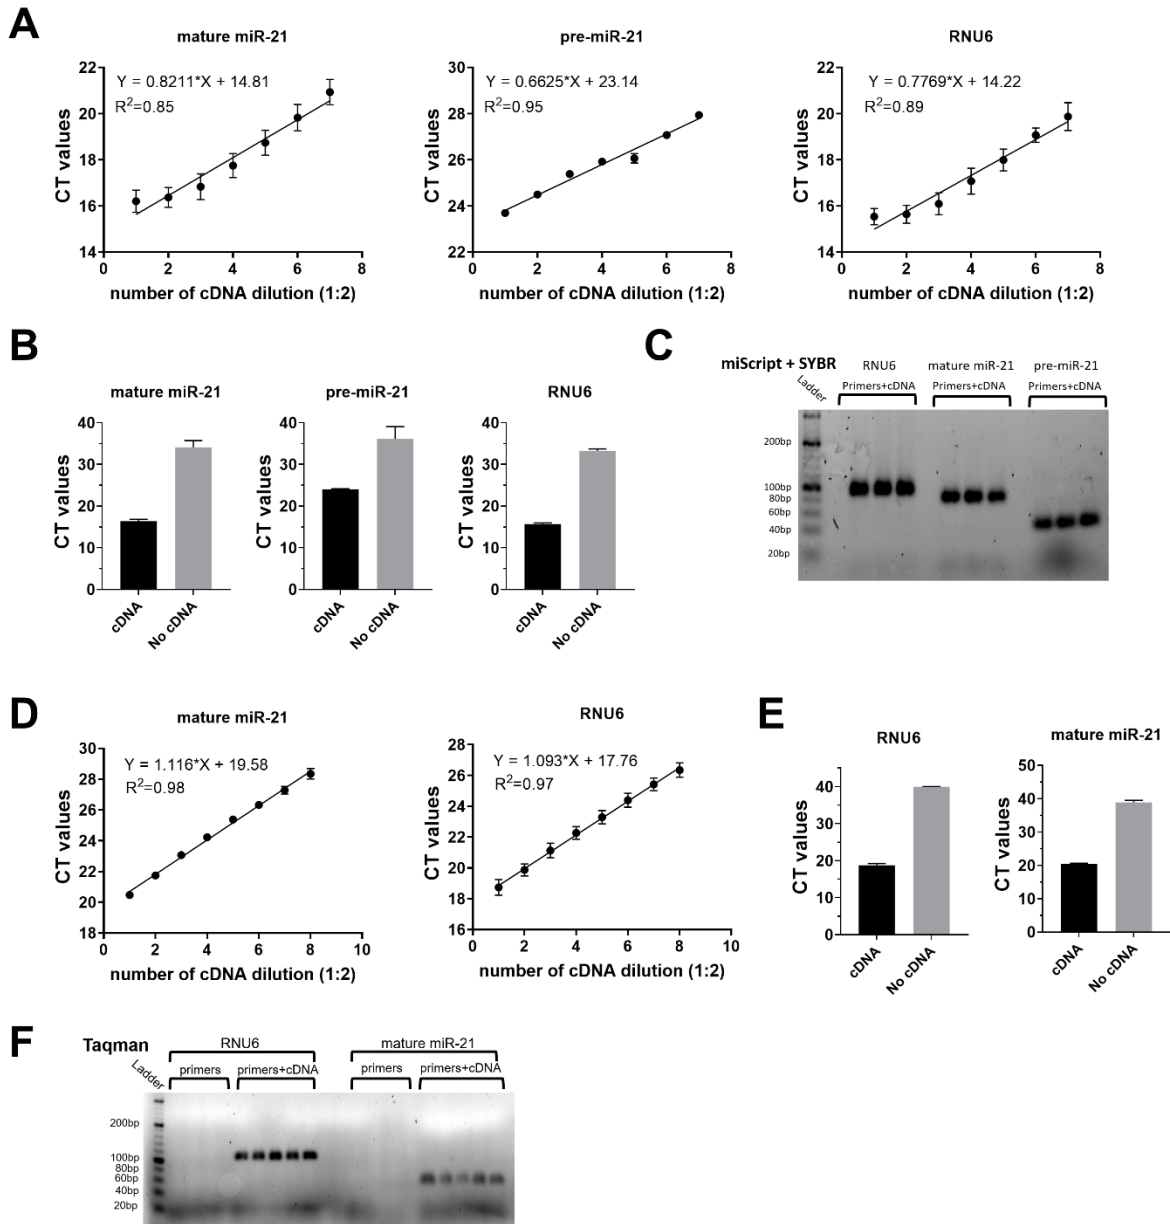 A
mature miR-21
Y = 0.8211*X + 14.81
R²=0.85
22
20
18
16
14
CT values
0
2
4
6
8
number of cDNA dilution (1:2)
pre-miR-21
Y = 0.6625*X + 23.14
R²=0.95
30
28
26
24
22
CT values
0
2
4
6
8
number of cDNA dilution (1:2)
RNU6
Y = 0.7769*X + 14.22
R²=0.89
22
20
18
16
14
CT values
0
2
4
6
8
number of cDNA dilution (1:2)
B
mature miR-21
40
30
20
10
0
CT values
cDNA
No cDNA
pre-miR-21
40
30
20
10
0
CT values
cDNA
No cDNA
RNU6
40
30
20
10
0
CT values
cDNA
No cDNA
C
miScript + SYBR
Ladder
RNU6
Primers+cDNA
mature miR-21
Primers+cDNA
pre-miR-21
Primers+cDNA
200bp
100bp
80bp
60bp
40bp
20bp
D
mature miR-21
Y = 1.116*X + 19.58
R²=0.98
30
28
26
24
22
20
18
CT values
0
2
4
6
8
10
number of cDNA dilution (1:2)
RNU6
Y = 1.093*X + 17.76
R²=0.97
28
26
24
22
20
18
16
CT values
0
2
4
6
8
10
number of cDNA dilution (1:2)
E
RNU6
40
30
20
10
0
CT values
cDNA
No cDNA
mature miR-21
50
40
30
20
10
0
CT values
cDNA
No cDNA
F
Taqman
Ladder
RNU6
primers
primers+cDNA
mature miR-21
primers
primers+cDNA
200bp
100bp
80bp
60bp
40bp
20bp